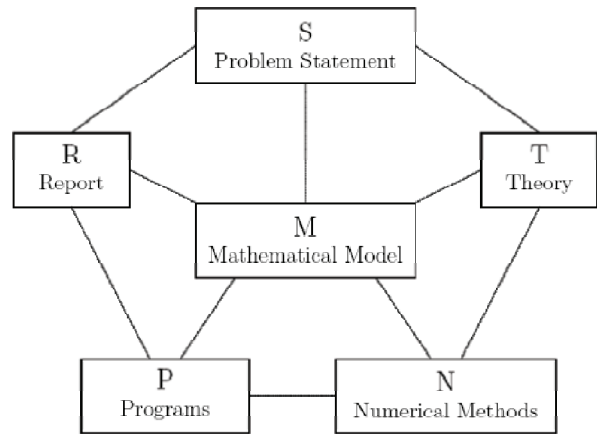 S
Problem Statement
R
Report
T
Theory
M
Mathematical Model
P
Programs
N
Numerical Methods